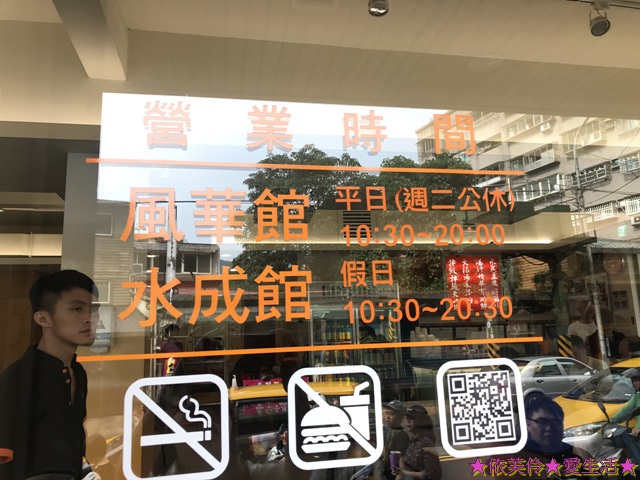 營業時間
風華館
平日(週二公休)
10:30~20:00
水成館
假日
10:30~20:30
★依芙伶★愛生活★